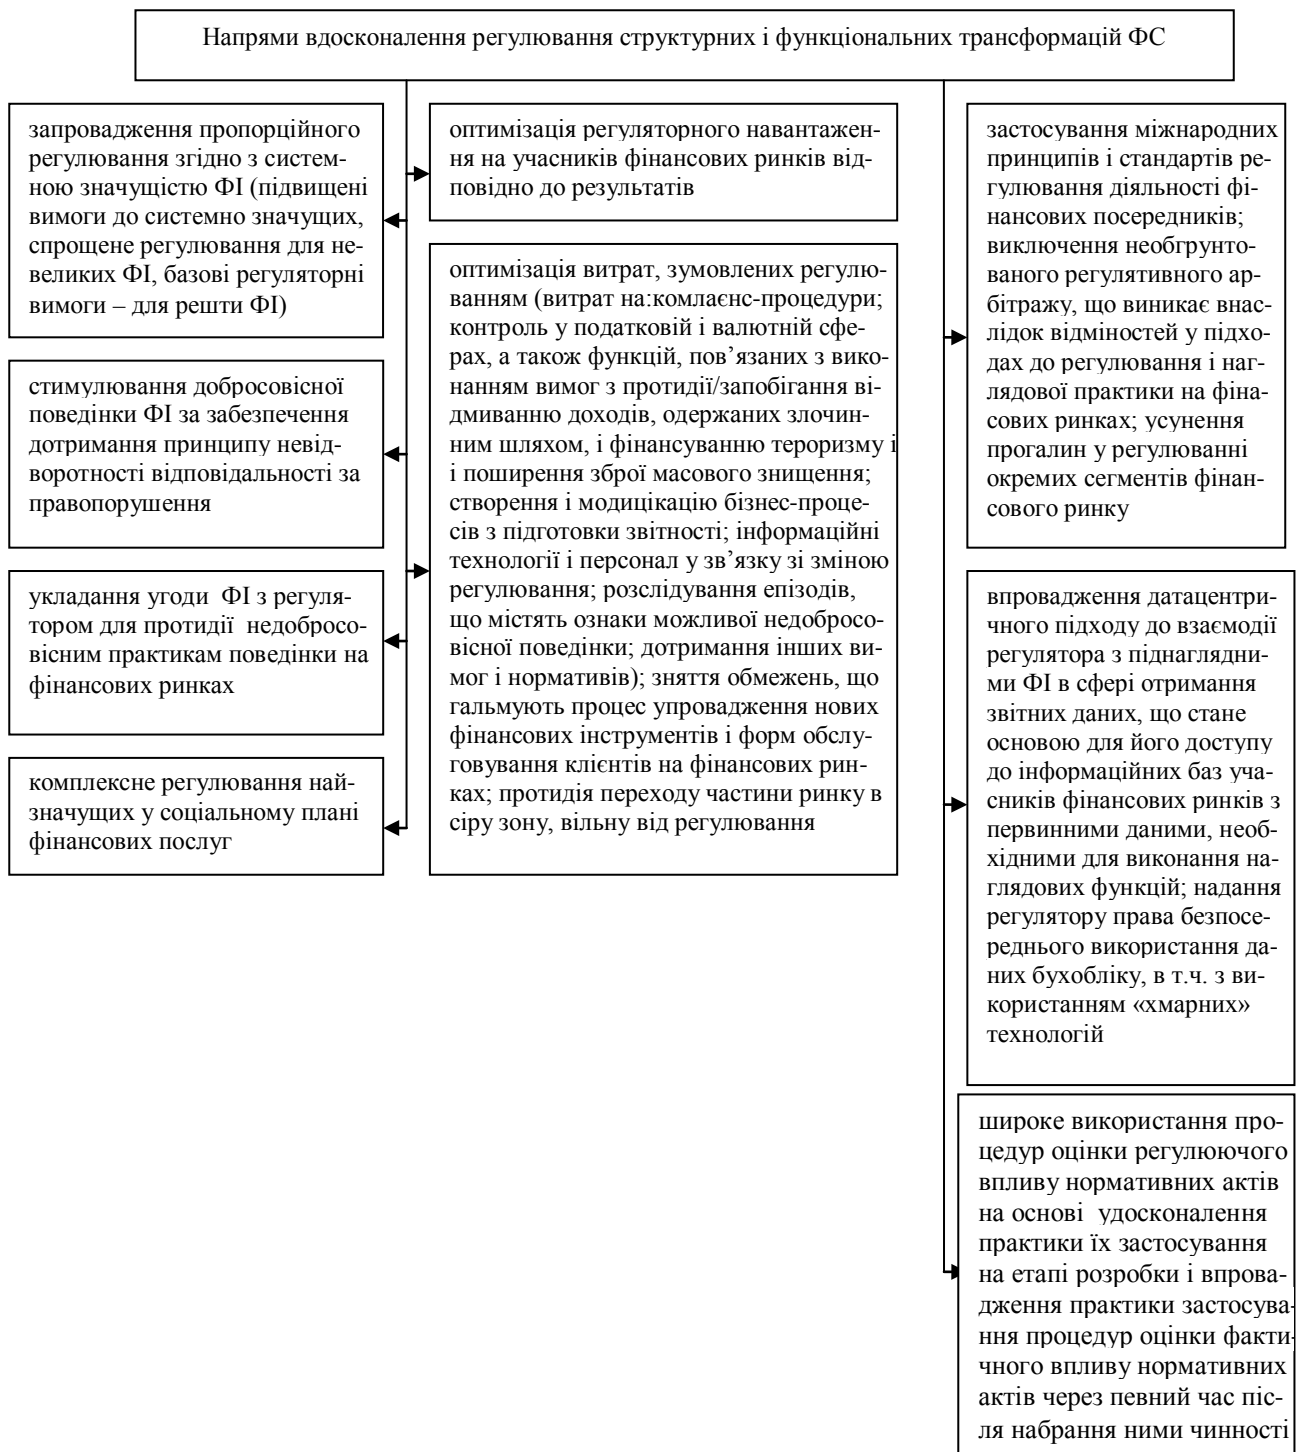 Напрями вдосконалення регулювання структурних і функціональних трансформацій ФС
запровадження пропорційного
регулювання згідно з систем-
ною значущістю ФІ (підвищені
вимоги до системно значущих,
спрощене регулювання для не-
великих ФІ, базові регуляторні
вимоги – для решти ФІ)
стимулювання добросовісної
поведінки ФІ за забезпечення
дотримання принципу невід-
воротності відповідальності за
правопорушення
укладання угоди ФІ з регуля-
тором для протидії недобросо-
вісним практикам поведінки на
фінансових ринках
комплексне регулювання най-
значущих у соціальному плані
фінансових послуг
оптимізація регуляторного навантажен-
ня на учасників фінансових ринків від-
повідно до результатів
оптимізація витрат, зумовлених регулю-
ванням (витрат на:комлаєнс-процедури;
контроль у податковій і валютній сфе-
рах, а також функцій, пов’язаних з вико-
нанням вимог з протидії/запобігання ві-
дмиванню доходів, одержаних злочин-
ним шляхом, і фінансуванню тероризму і
і поширення зброї масового знищення;
створення і модицікацію бізнес-проце-
сів з підготовки звітності; інформаційні
технології і персонал у зв’язку зі зміною
регулювання; розслідування епізодів,
що містять ознаки можливої недобросо-
вісної поведінки; дотримання інших ви-
мог і нормативів); зняття обмежень, що
гальмують процес упровадження нових
фінансових інструментів і форм обслу-
говування клієнтів на фінансових рин-
ках; протидія переходу частини ринку в
сіру зону, вільну від регулювання
застосування міжнародних
принципів і стандартів ре-
гулювання діяльності фі-
нансових посередників;
виключення необгрунто-
ваного регулятивного ар-
бітражу, що виникає внас-
лідок відмінностей у підхо-
дах до регулювання і наг-
лядової практики на фіна-
сових ринках; усунення
прогалин у регулюванні
окремих сегментів фінан-
сового ринку
впровадження датацентри-
чного підходу до взаємодії
регулятора з піднаглядни-
ми ФІ в сфері отримання
звітних даних, що стане
основою для його доступу
до інформаційних баз уча-
сників фінансових ринків з
первинними даними, необ-
хідними для виконання на-
глядових функцій; надання
регулятору права безпосе-
реднього використання да-
них бухобліку, в т.ч. з ви-
користанням «хмарних»
технологій
широке використання про-
цедур оцінки регулюючого
впливу нормативних актів
на основі удосконалення
практики їх застосування
на етапі розробки і впрова-
дження практики застосува-
ння процедур оцінки факти-
чного впливу нормативних
актів через певний час піс-
ля набрання ними чинності